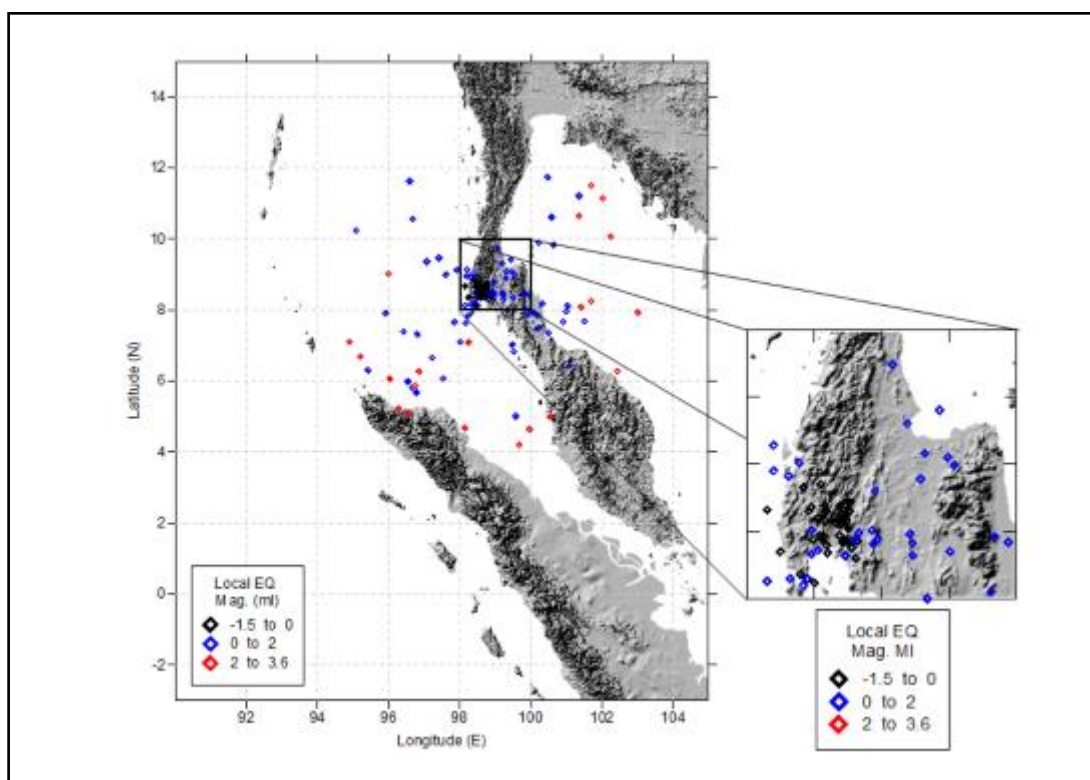 14
12
10
8
6
4
2
0
-2
Latitude (N)
92
94
96
98
100
102
104
Longitude (E)
Local EQ
Mag. (ml)
-1.5 to 0
0 to 2
2 to 3.6
Local EQ
Mag. Ml
-1.5 to 0
0 to 2
2 to 3.6